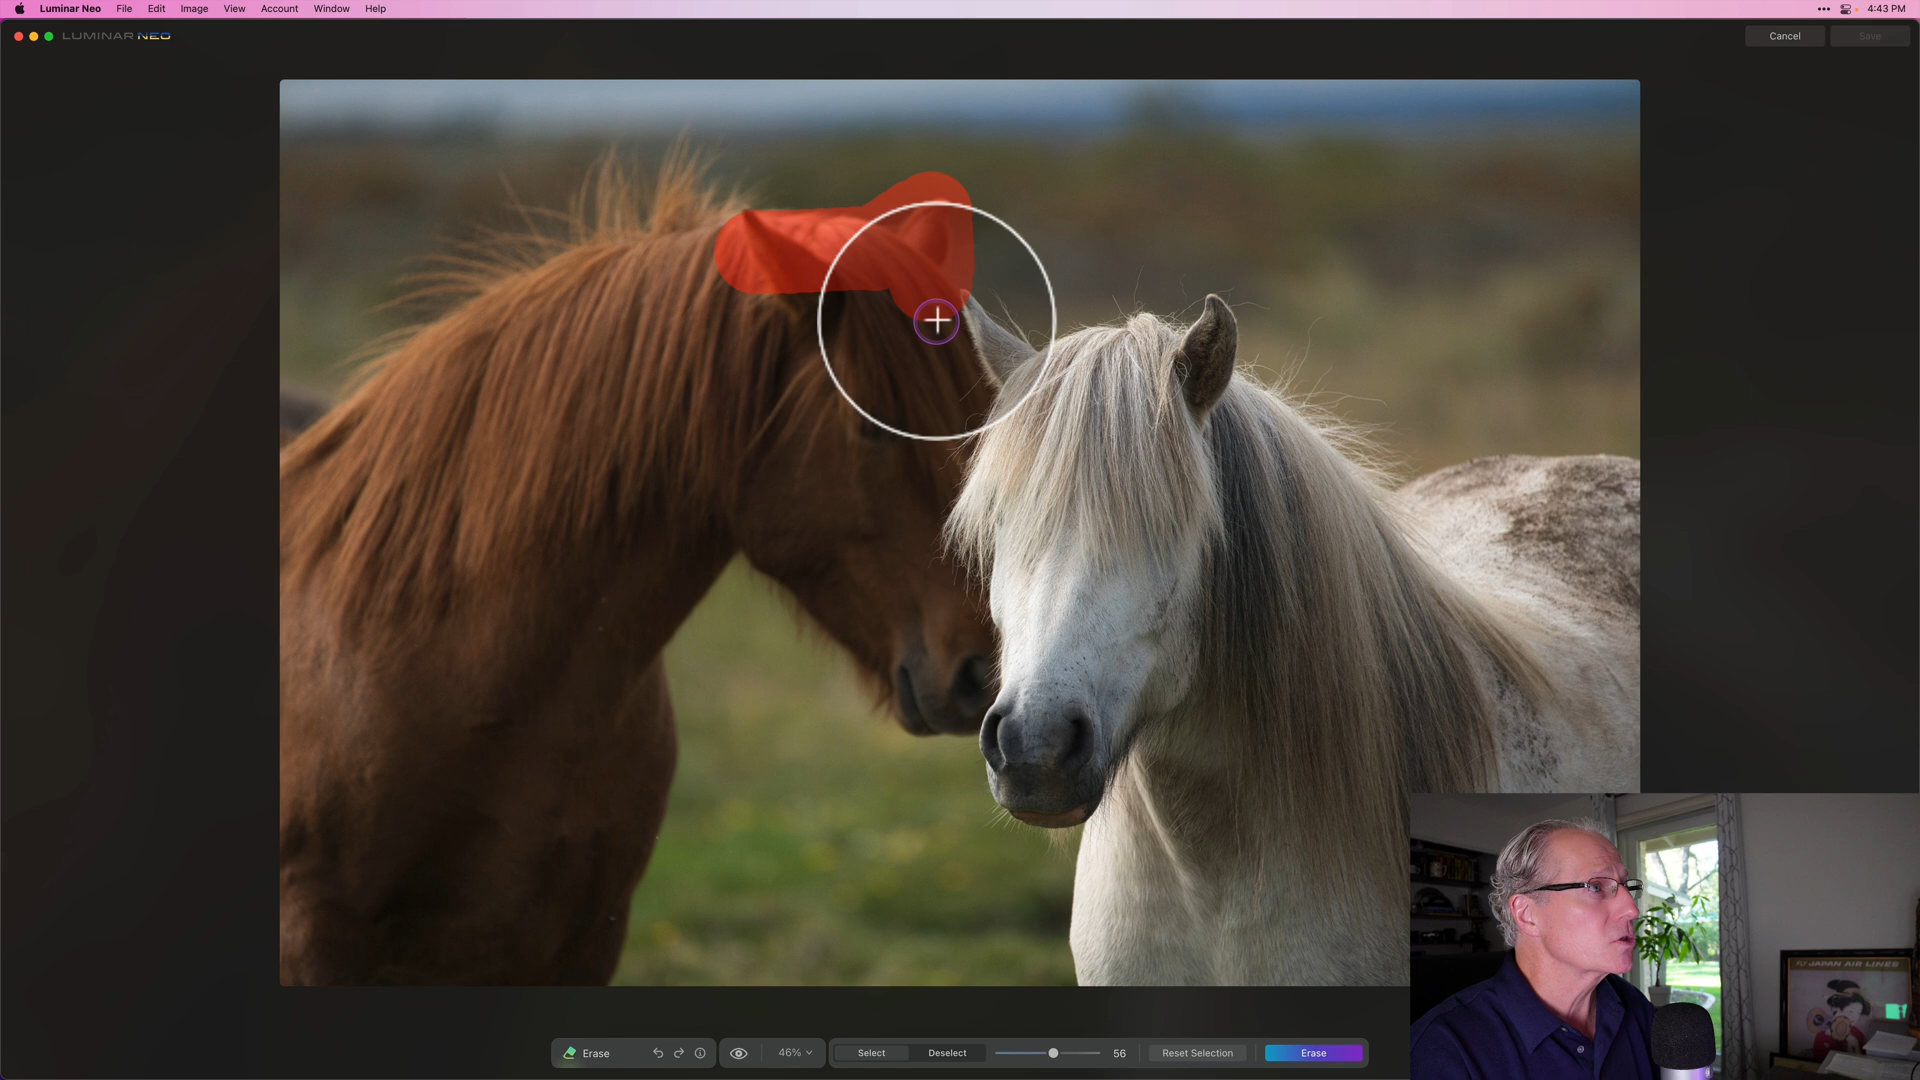 Luminar Neo File Edit Image View Account Window Help ••• 4:43 PM
LUMINAR NEO Cancel Save
Erase 46% Select Deselect 56 Reset Selection Erase
FLY JAPAN AIR LINES